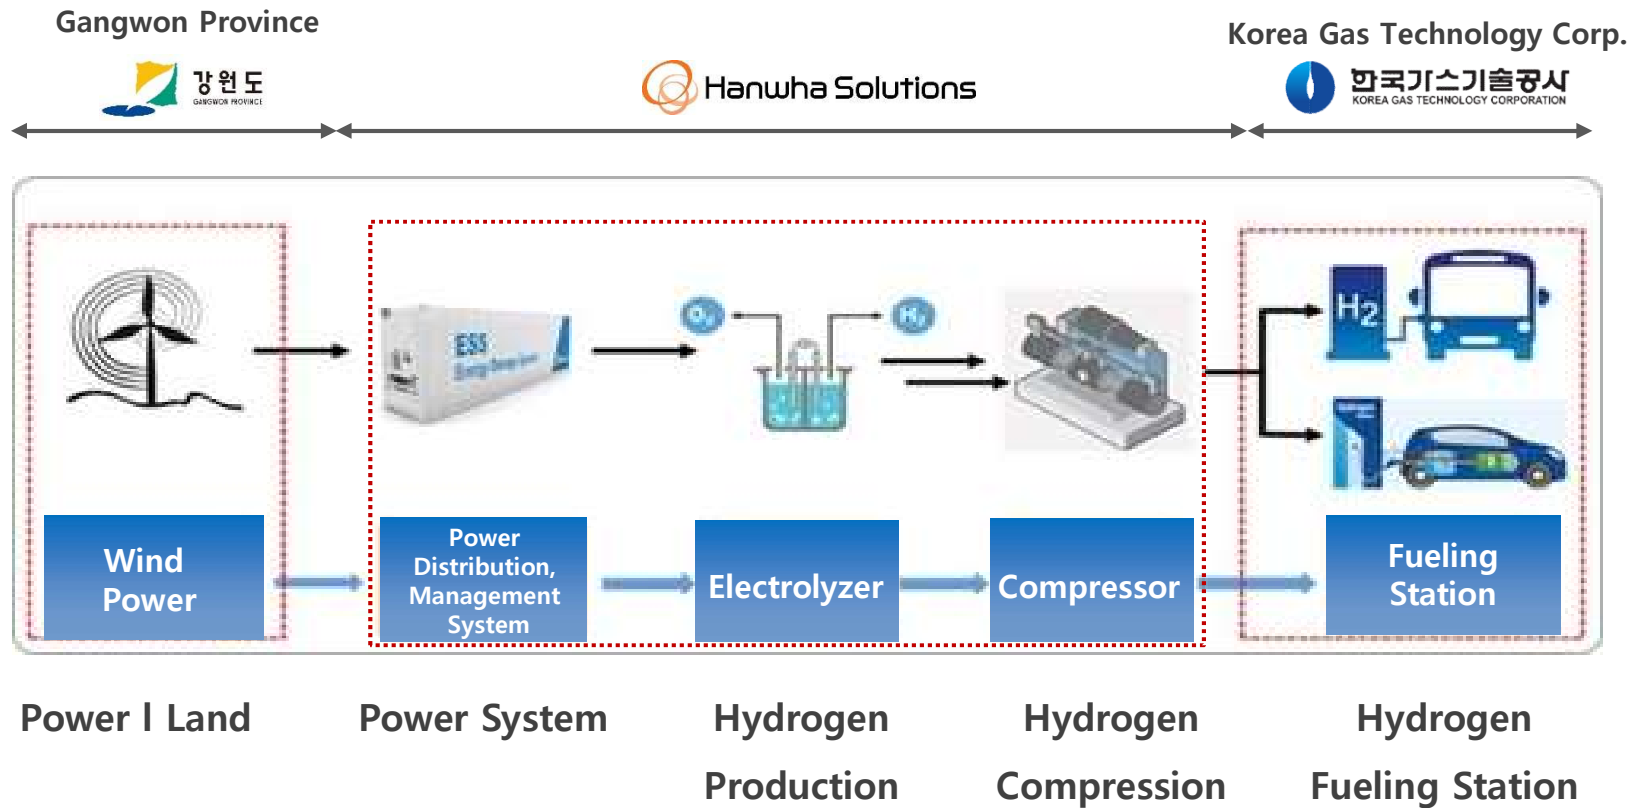 Gangwon Province
Korea Gas Technology Corp.
강원도
GANGWON PROVINCE
Hanwha Solutions
한국가스기술공사
KOREA GAS TECHNOLOGY CORPORATION
ESS
O2
H2
H2
Wind
Power
Power
Distribution,
Management
System
Electrolyzer
Compressor
Fueling
Station
Power l Land
Power System
Hydrogen
Production
Hydrogen
Compression
Hydrogen
Fueling Station